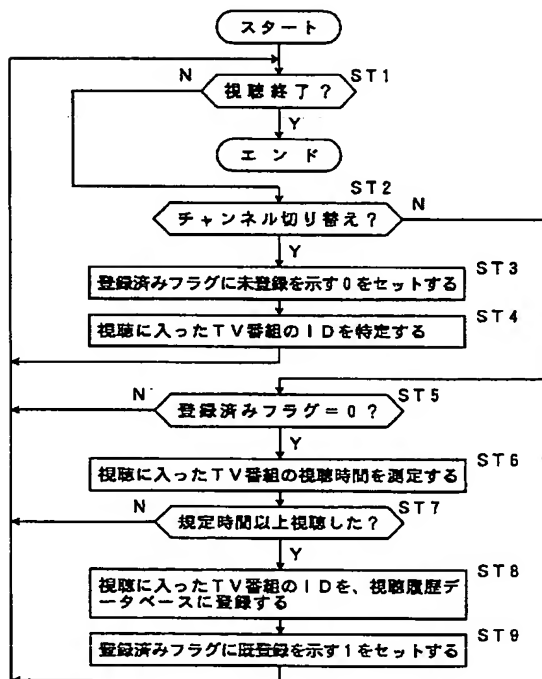 スタート
N
ST1
視聴終了?
Y
エンド
ST2
チャンネル切り替え?
N
Y
ST3
登録済みフラグに未登録を示す0をセットする
ST4
視聴に入ったTV番組のIDを特定する
N
ST5
登録済みフラグ=0?
Y
ST6
視聴に入ったTV番組の視聴時間を測定する
N
ST7
規定時間以上視聴した?
Y
ST8
視聴に入ったTV番組のIDを、視聴履歴デ
ータベースに登録する
ST9
登録済みフラグに既登録を示す1をセットする